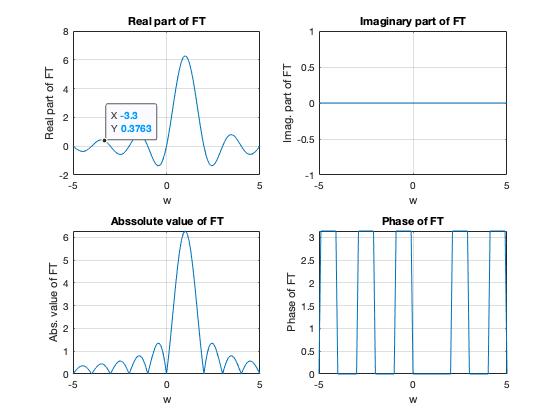 Real part of FT
8
6
4
2
0
-2
-5
0
5
w
Real part of FT
X -3.3
Y 0.3763
Imaginary part of FT
1
0.5
0
-0.5
-1
-5
0
5
w
Imag. part of FT
Abssolute value of FT
6
5
4
3
2
1
0
-5
0
5
w
Abs. value of FT
Phase of FT
3
2.5
2
1.5
1
0.5
0
-5
0
5
w
Phase of FT